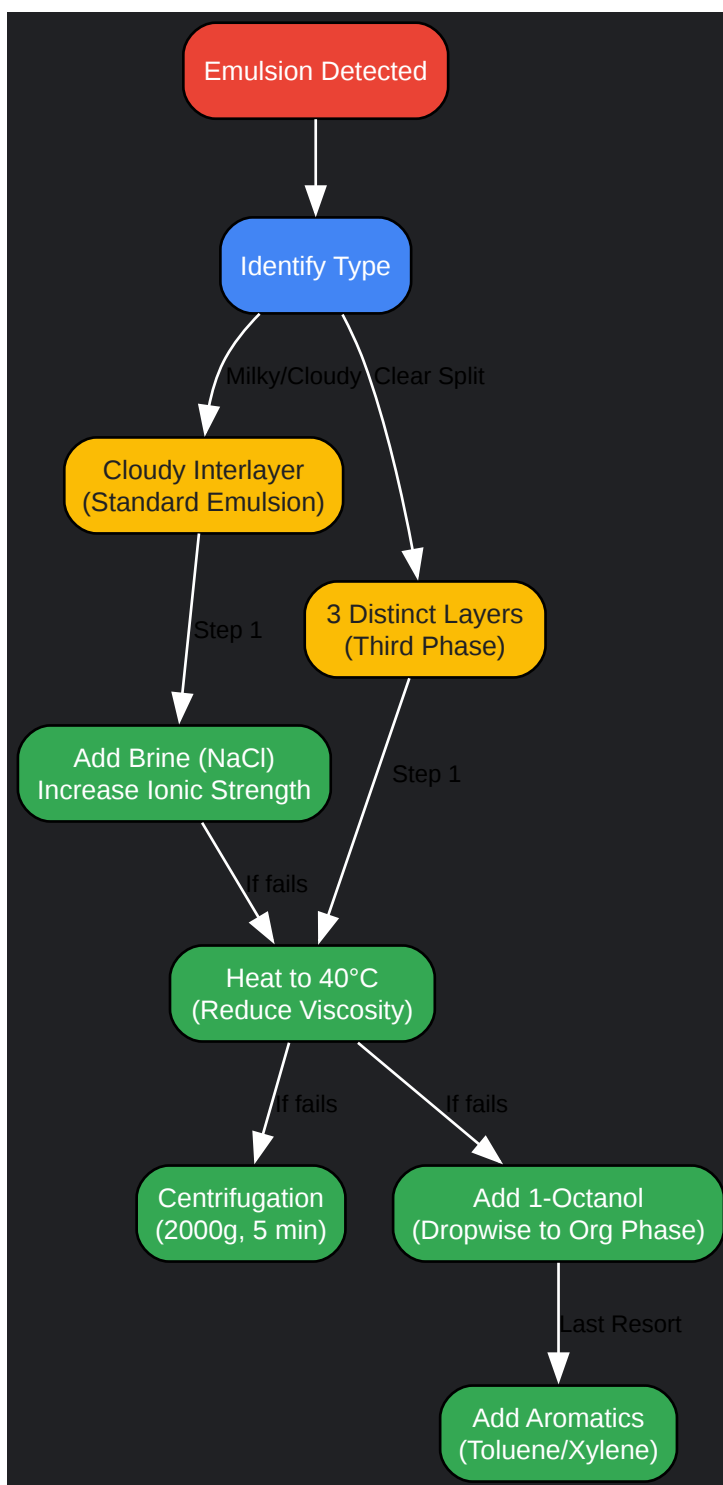 Emulsion Detected
Identify Type
Milky/Cloudy
Clear Split
Cloudy Interlayer
(Standard Emulsion)
3 Distinct Layers
(Third Phase)
Step 1
Add Brine (NaCl)
Increase Ionic Strength
Step 1
If fails
Heat to 40°C
(Reduce Viscosity)
If fails
If fails
Centrifugation
(2000g, 5 min)
Add 1-Octanol
(Dropwise to Org Phase)
Last Resort
Add Aromatics
(Toluene/Xylene)